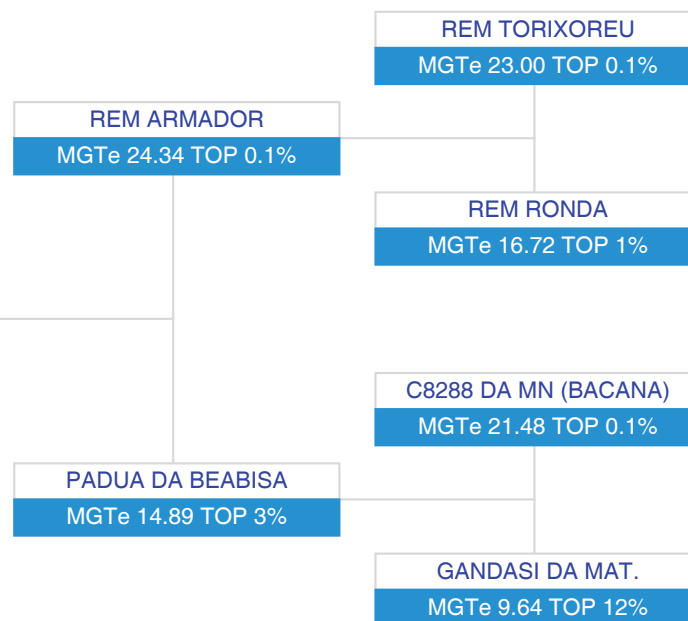 REM TORIXOREU
MGTe 23.00 TOP 0.1%
REM ARMADOR
MGTe 24.34 TOP 0.1%
REM RONDA
MGTe 16.72 TOP 1%
C8288 DA MN (BACANA)
MGTe 21.48 TOP 0.1%
PADUA DA BEABISA
MGTe 14.89 TOP 3%
GANDASI DA MAT.
MGTe 9.64 TOP 12%